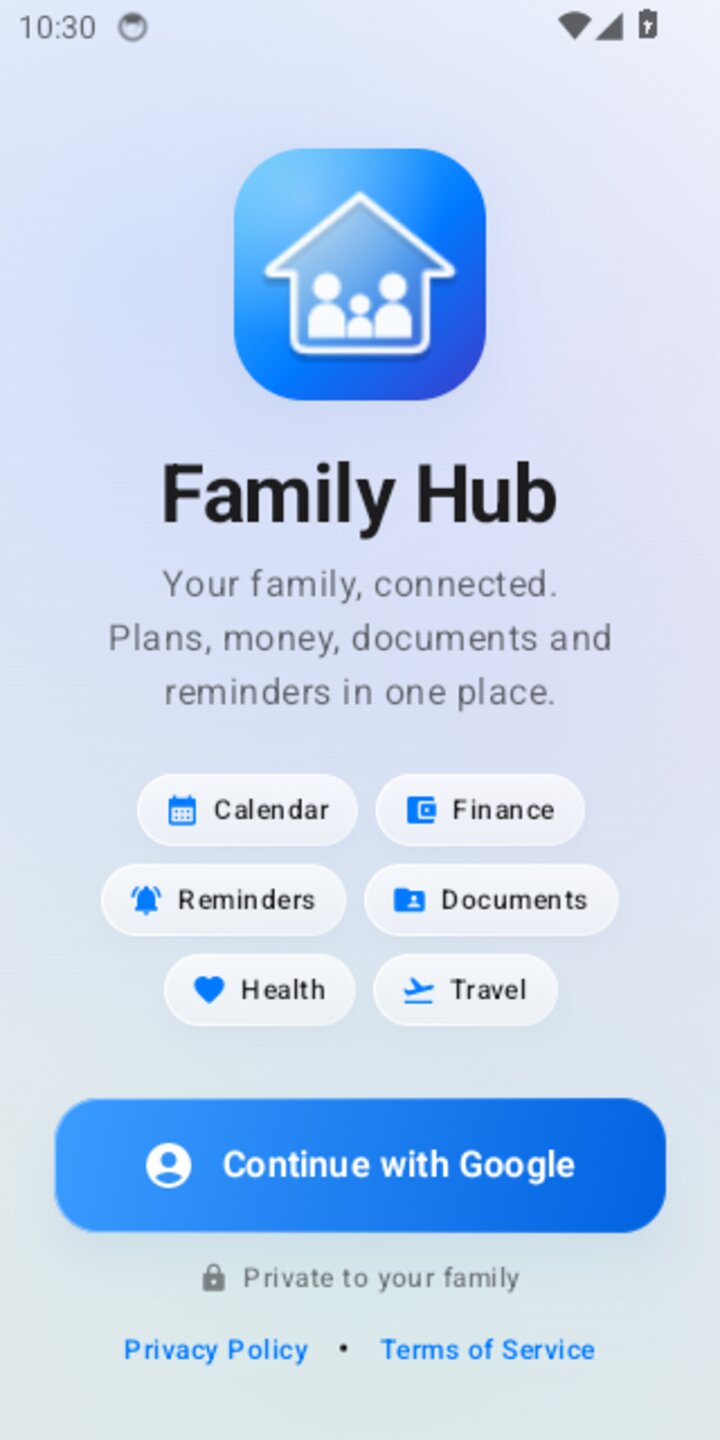 10:30
Family Hub
Your family, connected.
Plans, money, documents and
reminders in one place.
Calendar
Finance
Reminders
Documents
Health
Travel
Continue with Google
Private to your family
Privacy Policy • Terms of Service